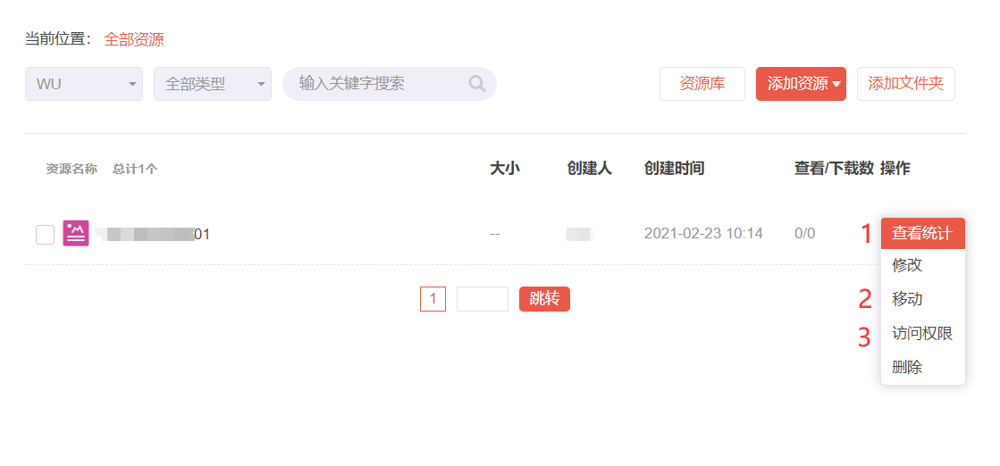 当前位置： 全部资源
WU 全部类型 输入关键字搜索 资源库 添加资源 添加文件夹
资源名称 总计1个 大小 创建人 创建时间 查看/下载数 操作
01 -- 2021-02-23 10:14 0/0 1 查看统计
修改
2 移动
3 访问权限
删除
1 跳转